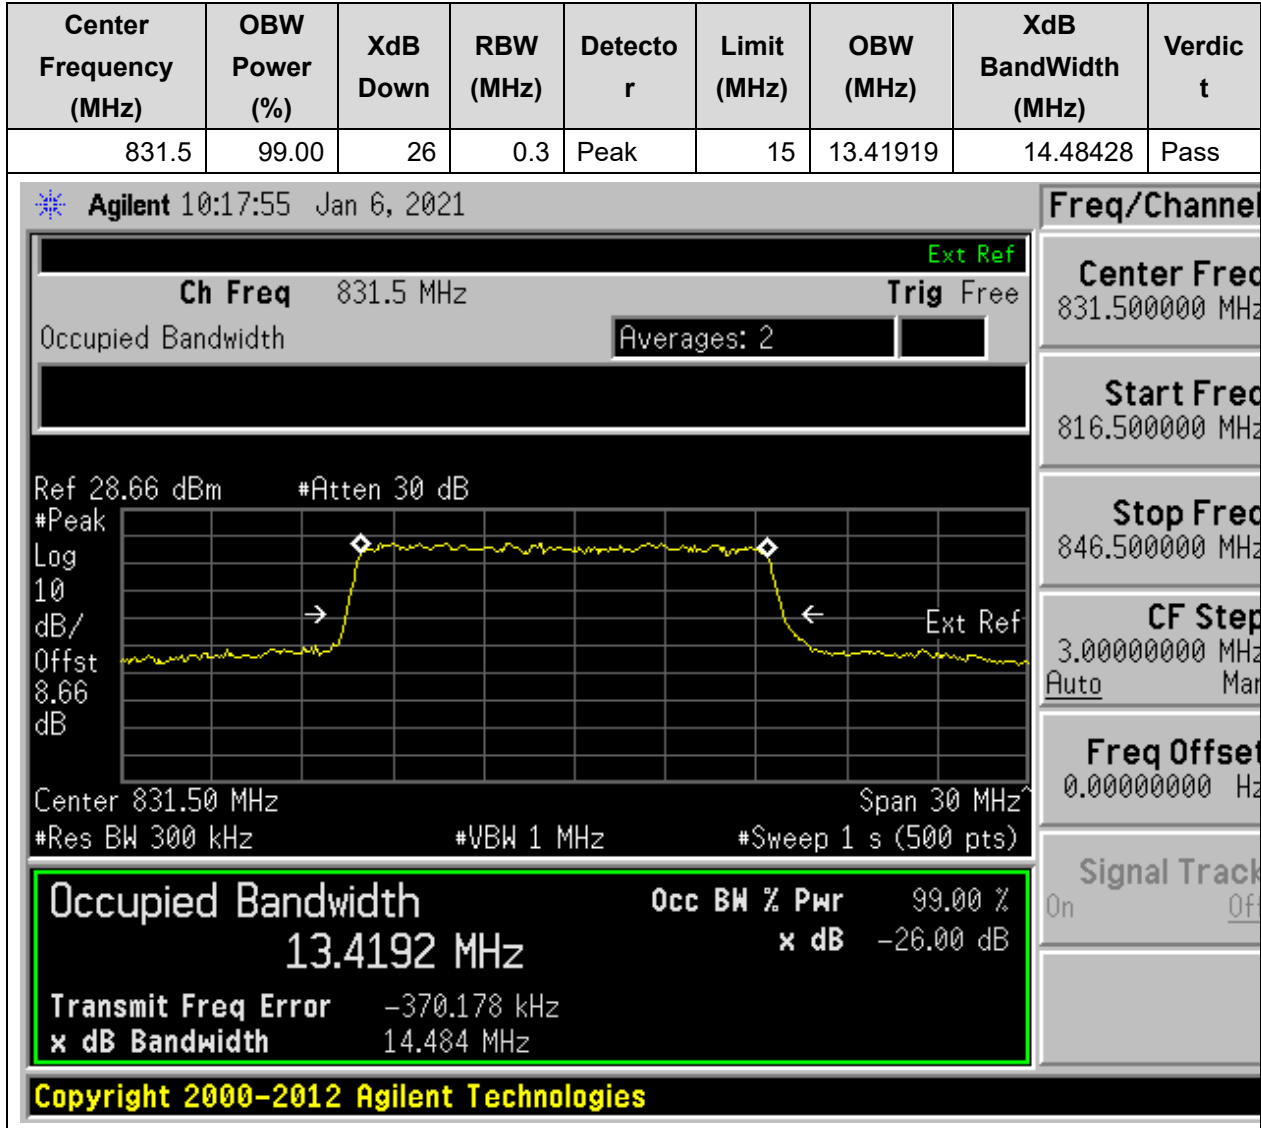 Center Frequency (MHz) OBW Power (%) XdB Down RBW (MHz) Detecto r Limit (MHz) OBW (MHz) XdB BandWidth (MHz) Verdic t
831.5 99.00 26 0.3 Peak 15 13.41919 14.48428 Pass
Agilent 10:17:55 Jan 6, 2021
Freq/Channel
Ext Ref
Ch Freq 831.5 MHz Trig Free
Occupied Bandwidth Averages: 2
Center Freq
831.500000 MHz
Start Freq
816.500000 MHz
Stop Freq
846.500000 MHz
CF Step
3.00000000 MHz
Auto Man
Freq Offset
0.00000000 Hz
Signal Track
On Off
Ref 28.66 dBm #Atten 30 dB
#Peak
Log
10
dB/
Offst
8.66
dB
Ext Ref
Center 831.50 MHz Span 30 MHz^
#Res BW 300 kHz #VBW 1 MHz #Sweep 1 s (500 pts)
Occupied Bandwidth
13.4192 MHz
Occ BW % Pwr 99.00 %
x dB -26.00 dB
Transmit Freq Error -370.178 kHz
x dB Bandwidth 14.484 MHz
Copyright 2000-2012 Agilent Technologies